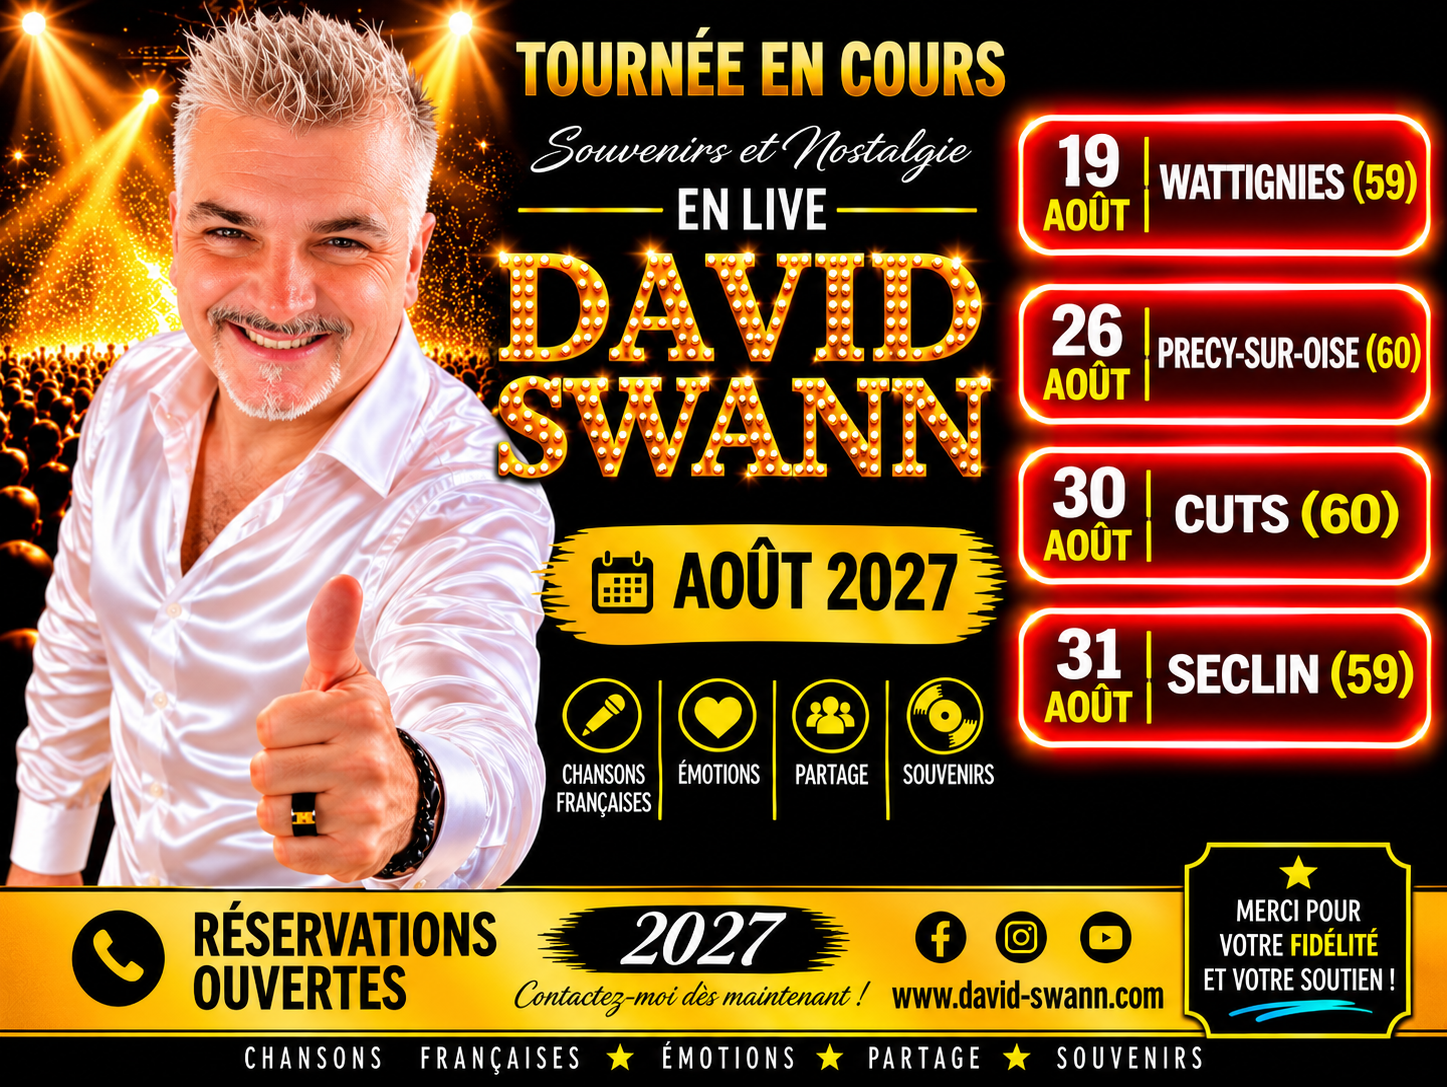 TOURNÉE EN COURS
Souvenirs et Nostalgie
EN LIVE
DAVID
SWANN
AOÛT 2027
CHANSONS
FRANÇAISES
ÉMOTIONS
PARTAGE
SOUVENIRS
19
AOÛT
WATTIGNIES (59)
26
AOÛT
PRECY-SUR-OISE (60)
30
AOÛT
CUTS (60)
31
AOÛT
SECLIN (59)
RÉSERVATIONS
OUVERTES
2027
Contactez-moi dès maintenant !
www.david-swann.com
MERCI POUR
VOTRE FIDÉLITÉ
ET VOTRE SOUTIEN !
CHANSONS FRANÇAISES ★ ÉMOTIONS ★ PARTAGE ★ SOUVENIRS